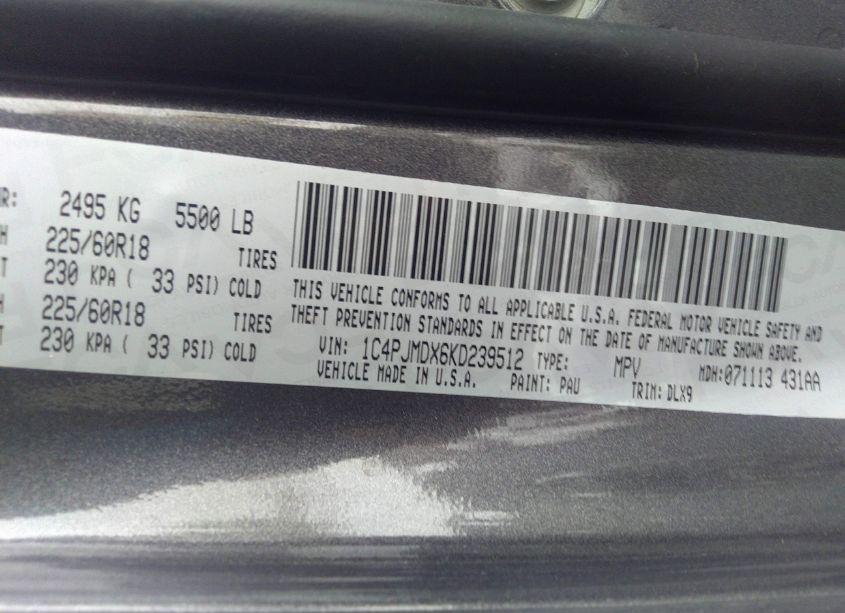 R: 2495 KG 5500 LB
H 225/60R18 TIRES
T 230 KPA ( 33 PSI) COLD
H 225/60R18 TIRES
T 230 KPA ( 33 PSI) COLD
THIS VEHICLE CONFORMS TO ALL APPLICABLE U.S.A. FEDERAL MOTOR VEHICLE SAFETY AND
THEFT PREVENTION STANDARDS IN EFFECT ON THE DATE OF MANUFACTURE SHOWN ABOVE.
VIN: 1C4PJMDX6KD239512 TYPE: MPV MDH:071113 431AA
VEHICLE MADE IN U.S.A. PAINT: PAU TRIM: DLX9